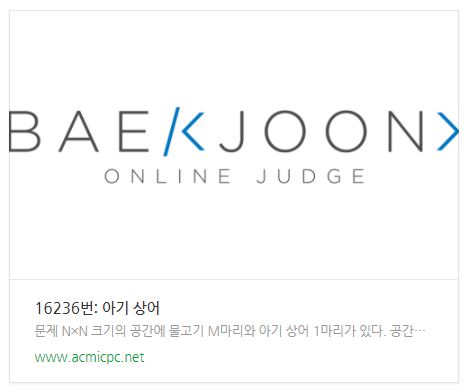 BAEKJOON>
ONLINE JUDGE
16236번: 아기 상어
문제 N×N 크기의 공간에 물고기 M마리와 아기 상어 1마리가 있다. 공간…
www.acmicpc.net